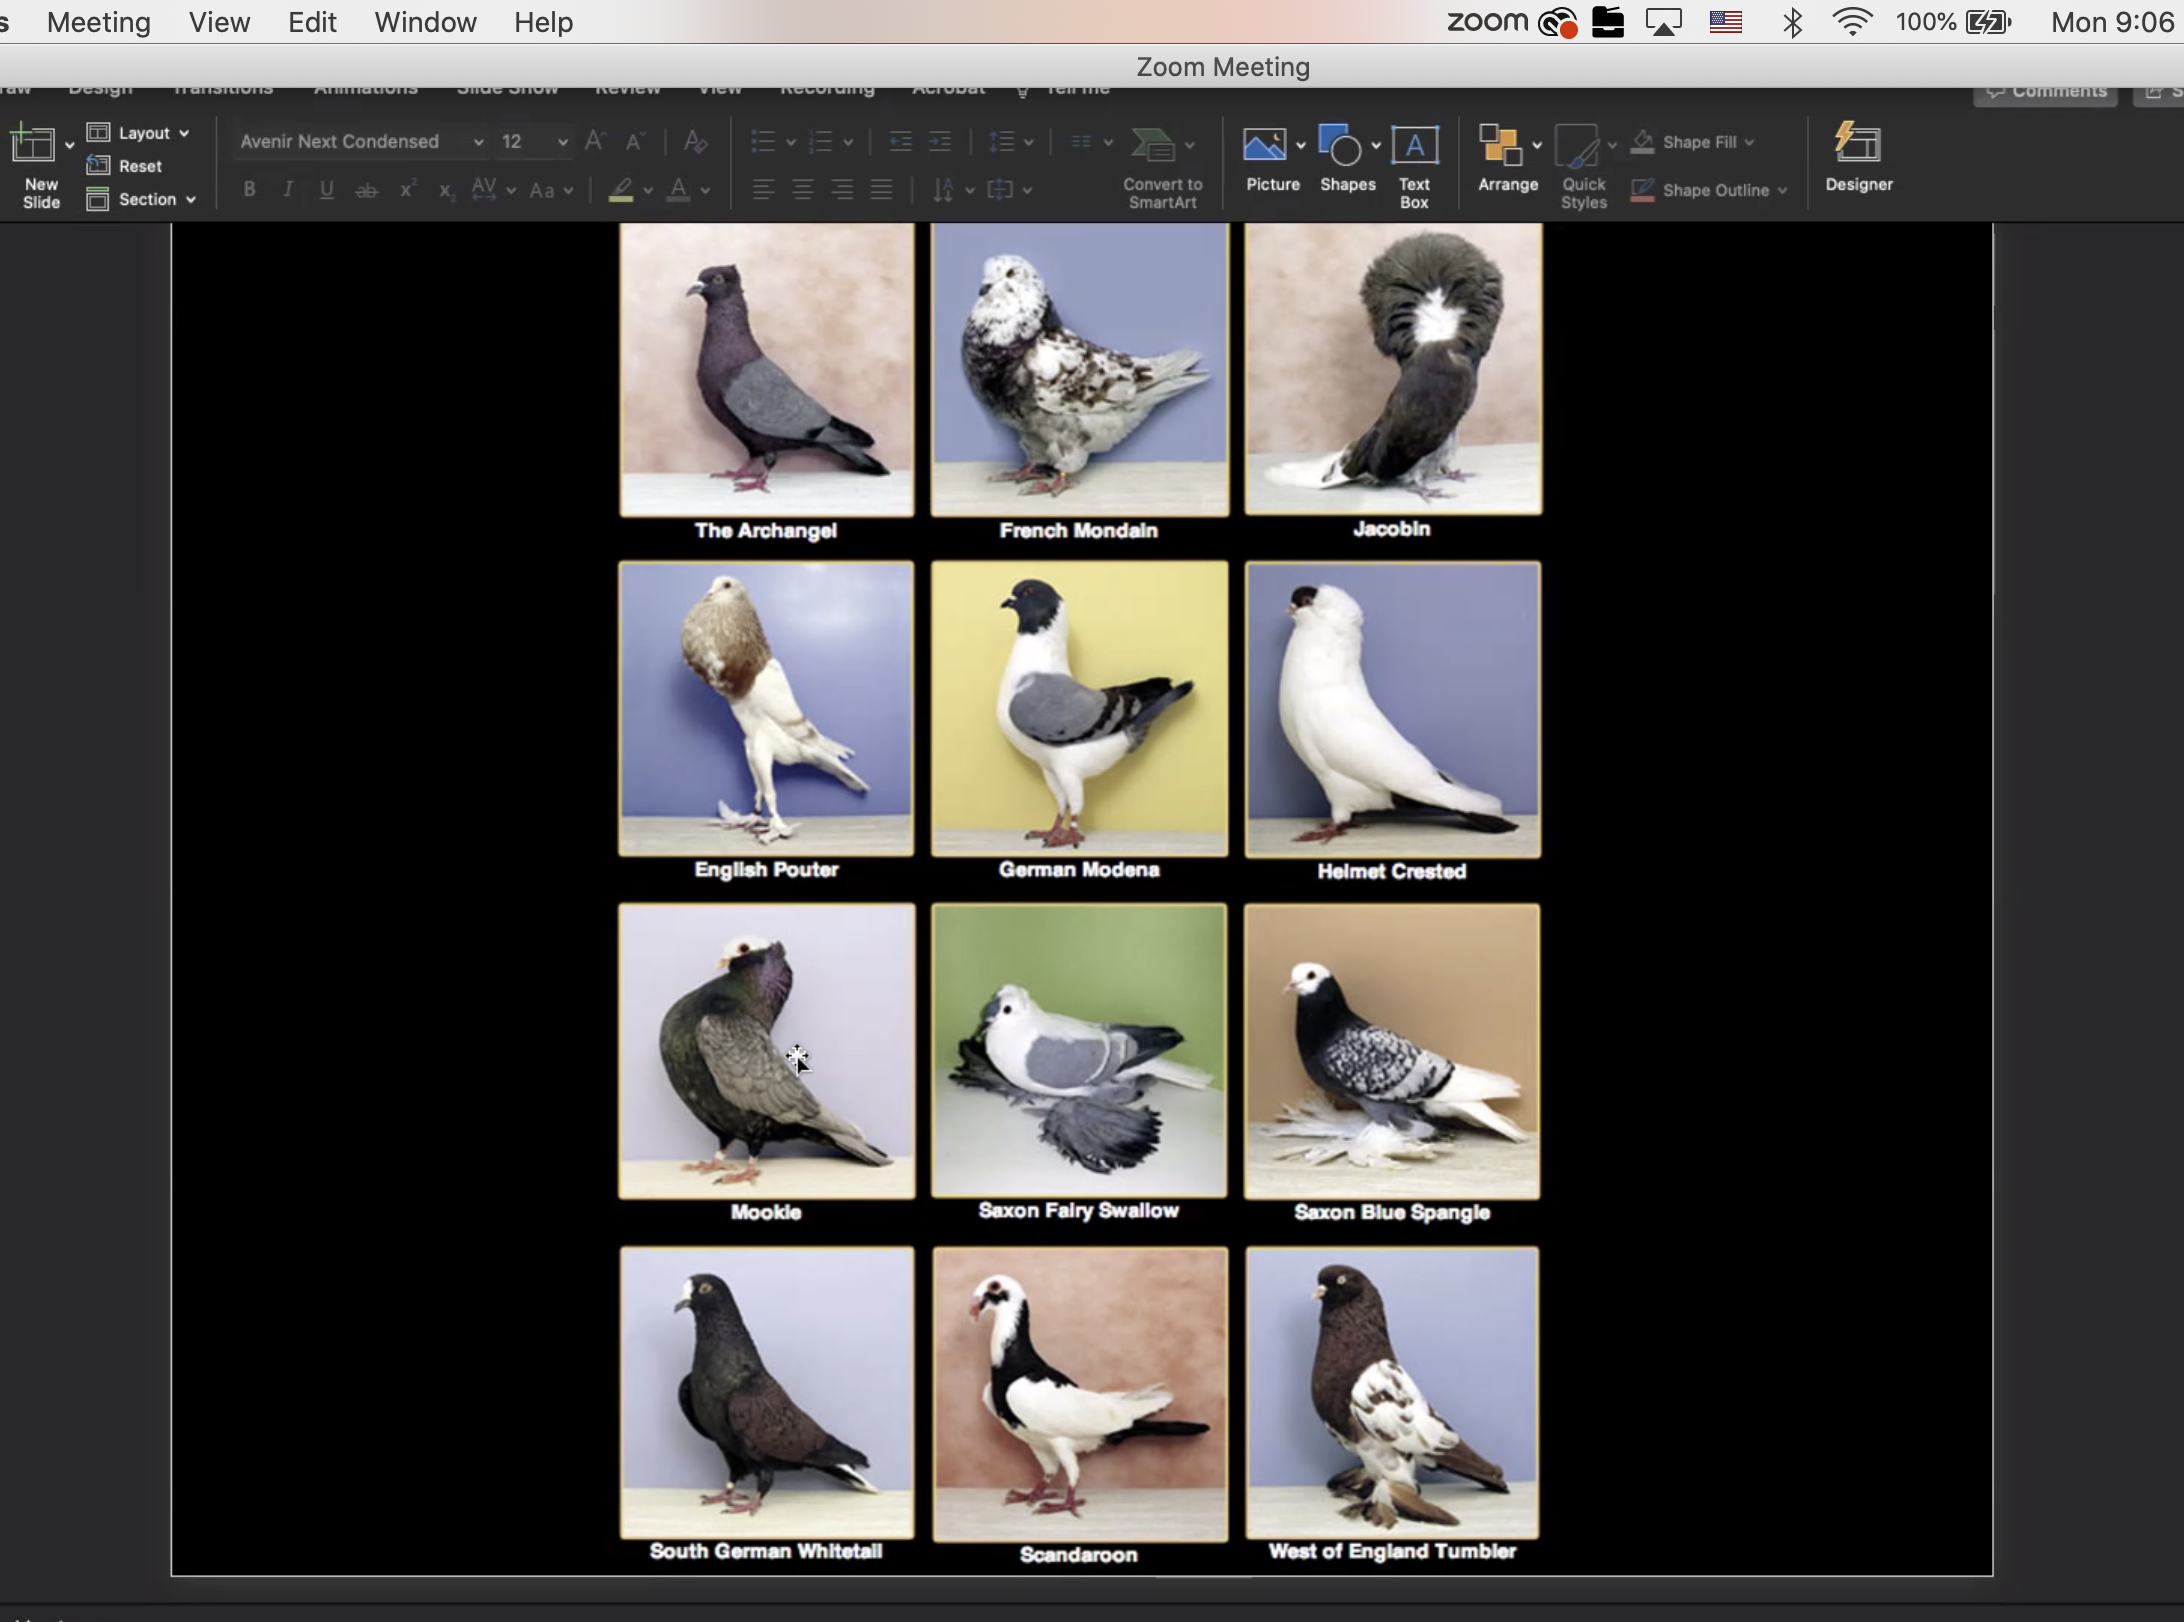 Meeting View Edit Window Help zoom 100% Mon 9:06
Zoom Meeting
Design Transitions Animations Slide Show Review View Recording Acrobat Tell me Comments
Layout Avenir Next Condensed 12
Reset
New Slide
Section
B I U ab x² x₂ AV Aa A
Convert to SmartArt
Picture Shapes Text Box
A
Arrange Quick Styles
Shape Fill
Shape Outline
Designer
The Archangel French Mondain Jacobin
English Pouter German Modena Helmet Crested
Mookie Saxon Fairy Swallow Saxon Blue Spangle
South German Whitetail Scandaroon West of England Tumbler